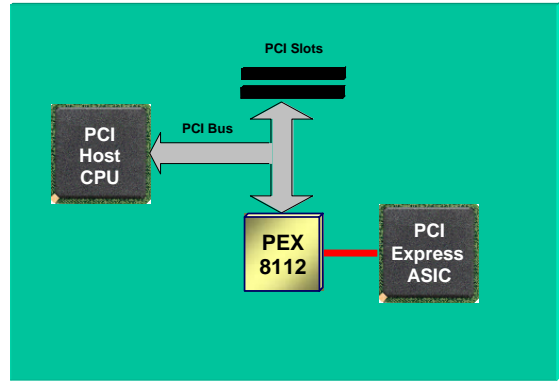 PCI Slots
PCI Bus
PCI
Host
CPU
PEX
8112
PCI
Express
ASIC